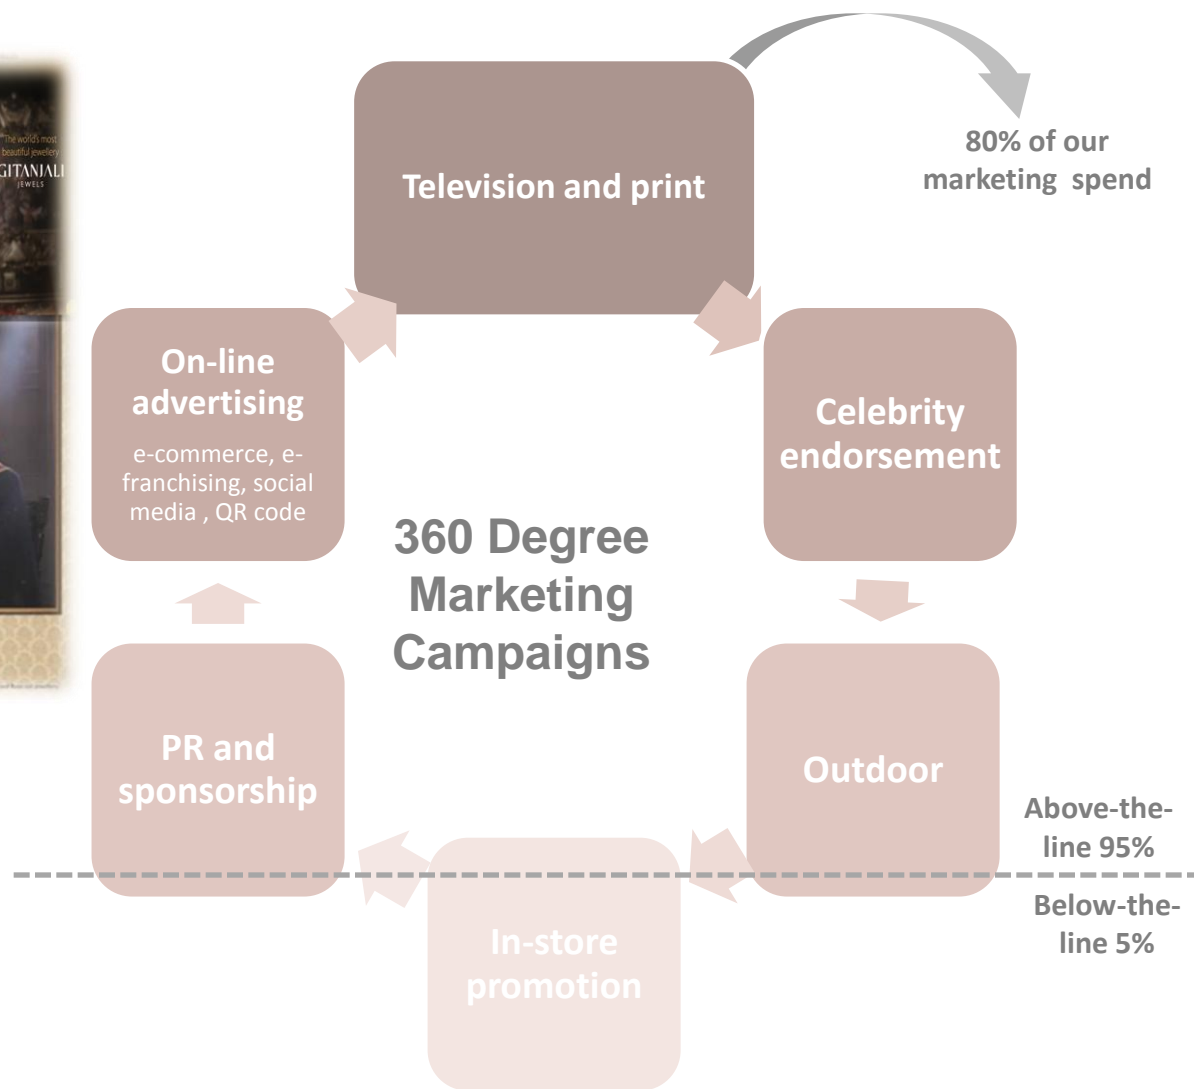 The world's most
beautiful jewellery
GITANJALI
JEWELS
Television and print
80% of our
marketing  spend
On-line
advertising
e-commerce, e-
franchising, social
media , QR code
Celebrity
endorsement
360 Degree
Marketing
Campaigns
PR and
sponsorship
Outdoor
Above-the-
line 95%
Below-the-
line 5%
In-store
promotion